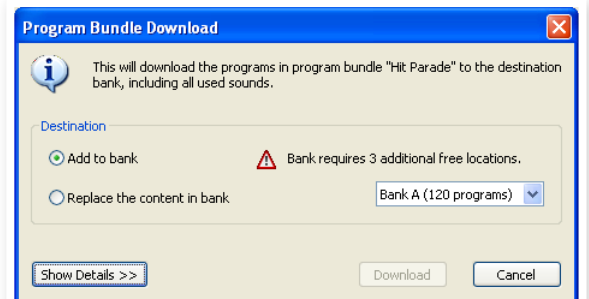 Program Bundle Download
This will download the programs in program bundle "Hit Parade" to the destination
bank, including all used sounds.
Destination
Add to bank
Bank requires 3 additional free locations.
Replace the content in bank
Bank A (120 programs)
Show Details >>
Download
Cancel